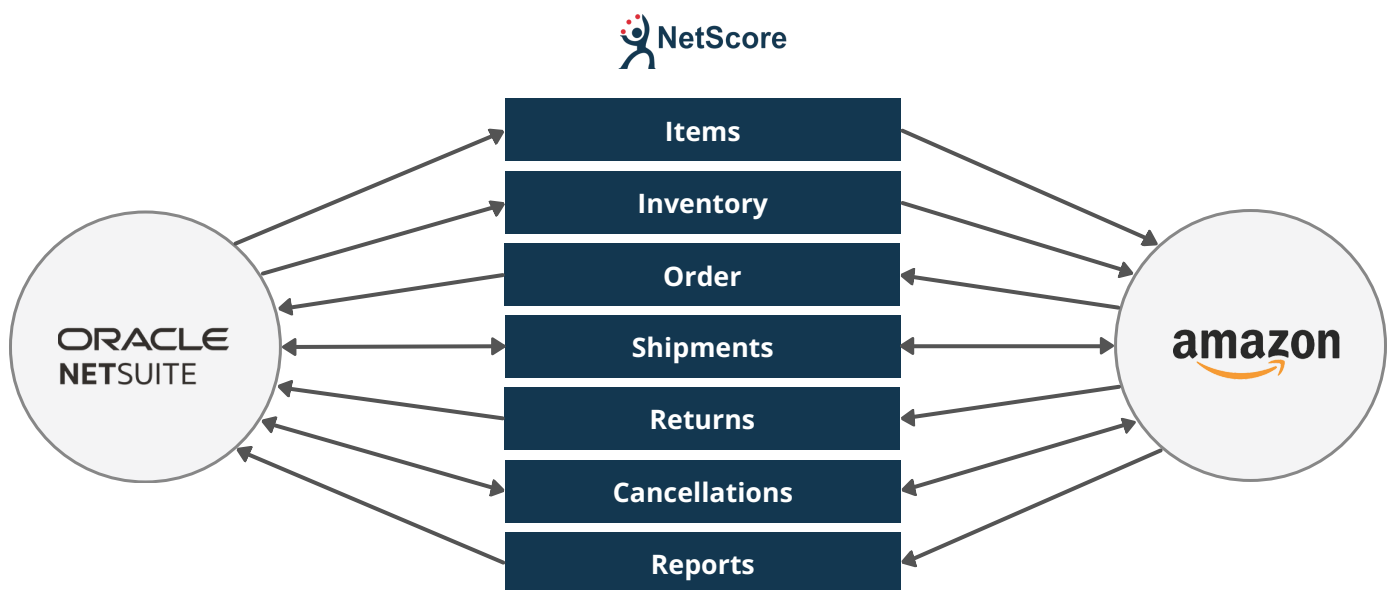 NetScore
Items
Inventory
Order
Shipments
Returns
Cancellations
Reports
ORACLE
NETSUITE
amazon